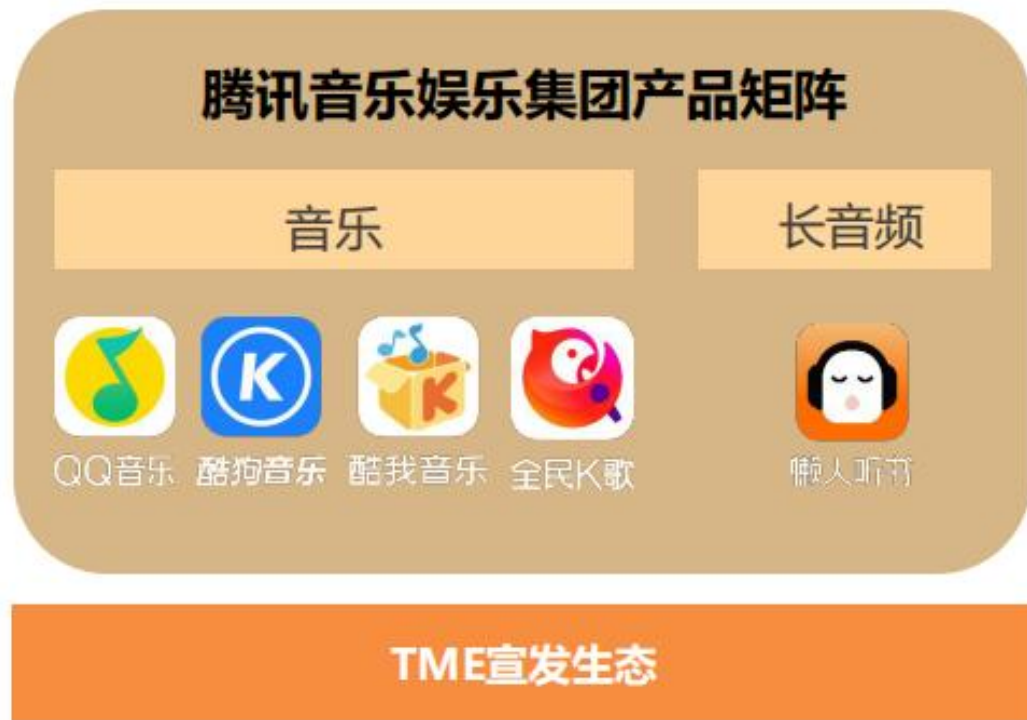 腾讯音乐娱乐集团产品矩阵
音乐
长音频
K
K
QQ音乐
酷狗音乐
酷我音乐
全民K歌
懒人听书
TME宣发生态